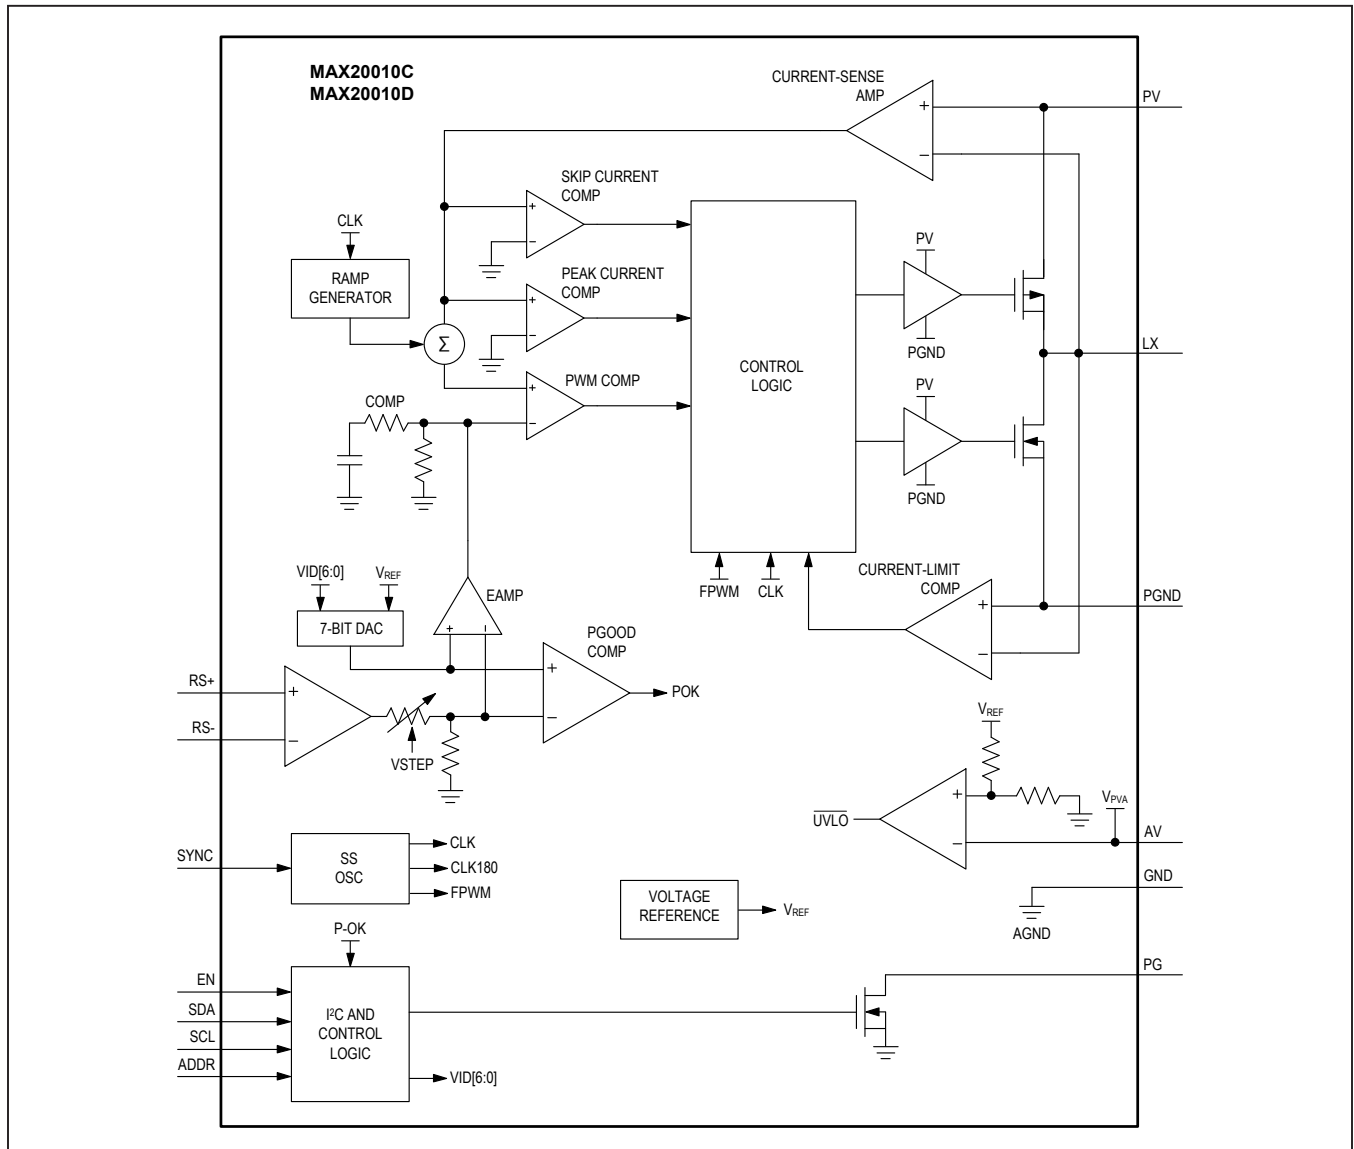 MAX20010C
MAX20010D
CURRENT-SENSE
AMP
+
−
PV
SKIP CURRENT
COMP
+
−
CLK
RAMP
GENERATOR
PEAK CURRENT
COMP
+
−
Σ
PV
PGND
LX
CONTROL
LOGIC
PWM COMP
+
−
COMP
PV
PGND
FPWM
CLK
CURRENT-LIMIT
COMP
+
−
PGND
VID[6:0]
VREF
7-BIT DAC
EAMP
+
−
PGOOD
COMP
+
−
POK
RS+
RS-
+
−
VSTEP
VREF
+
−
UVLO
VPVA
AV
SYNC
SS
OSC
CLK
CLK180
FPWM
VOLTAGE
REFERENCE
VREF
GND
AGND
P-OK
EN
SDA
SCL
ADDR
I²C AND
CONTROL
LOGIC
VID[6:0]
PG